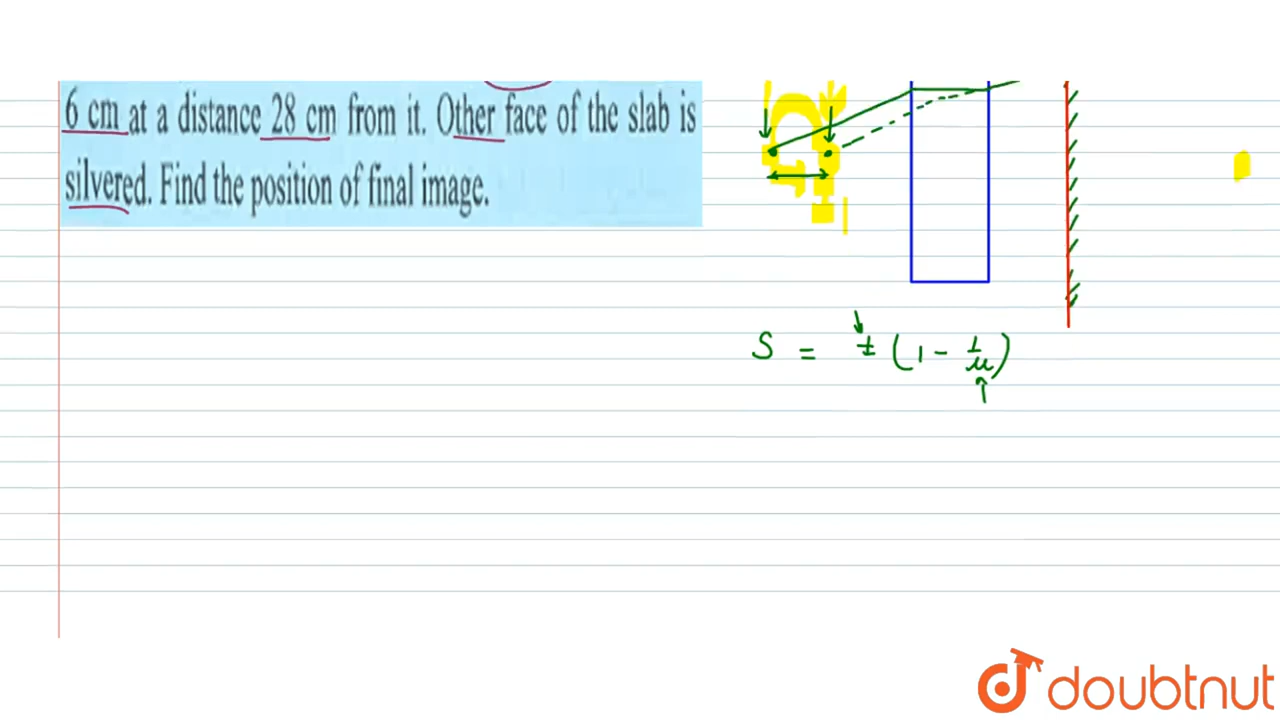 6 cm at a distance 28 cm from it. Other face of the slab is
silvered. Find the position of final image.
S = t (1 - 1/μ)
doubtnut